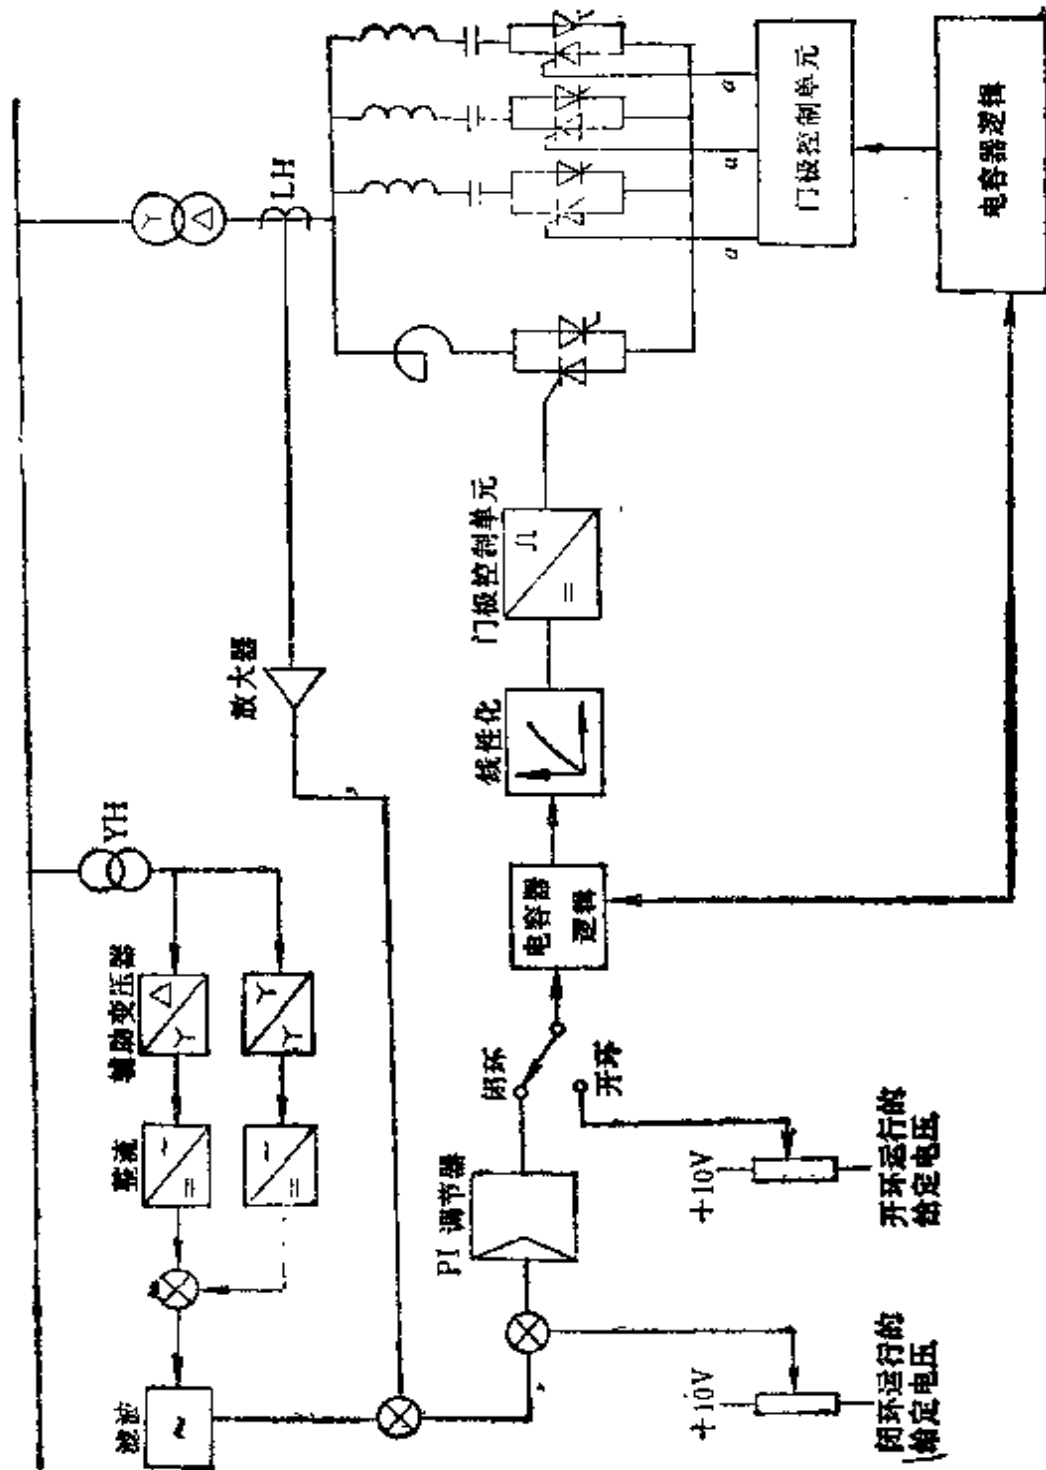 LH
YH
放大器
辅助变压器
整流
滤波
门极控制单元
a
a
a
电容器逻辑
门极控制单元
线性化
电容器
逻辑
闭环
开环
PI 调节器
+10V
开环运行的
给定电压
+10V
闭环运行的
给定电压